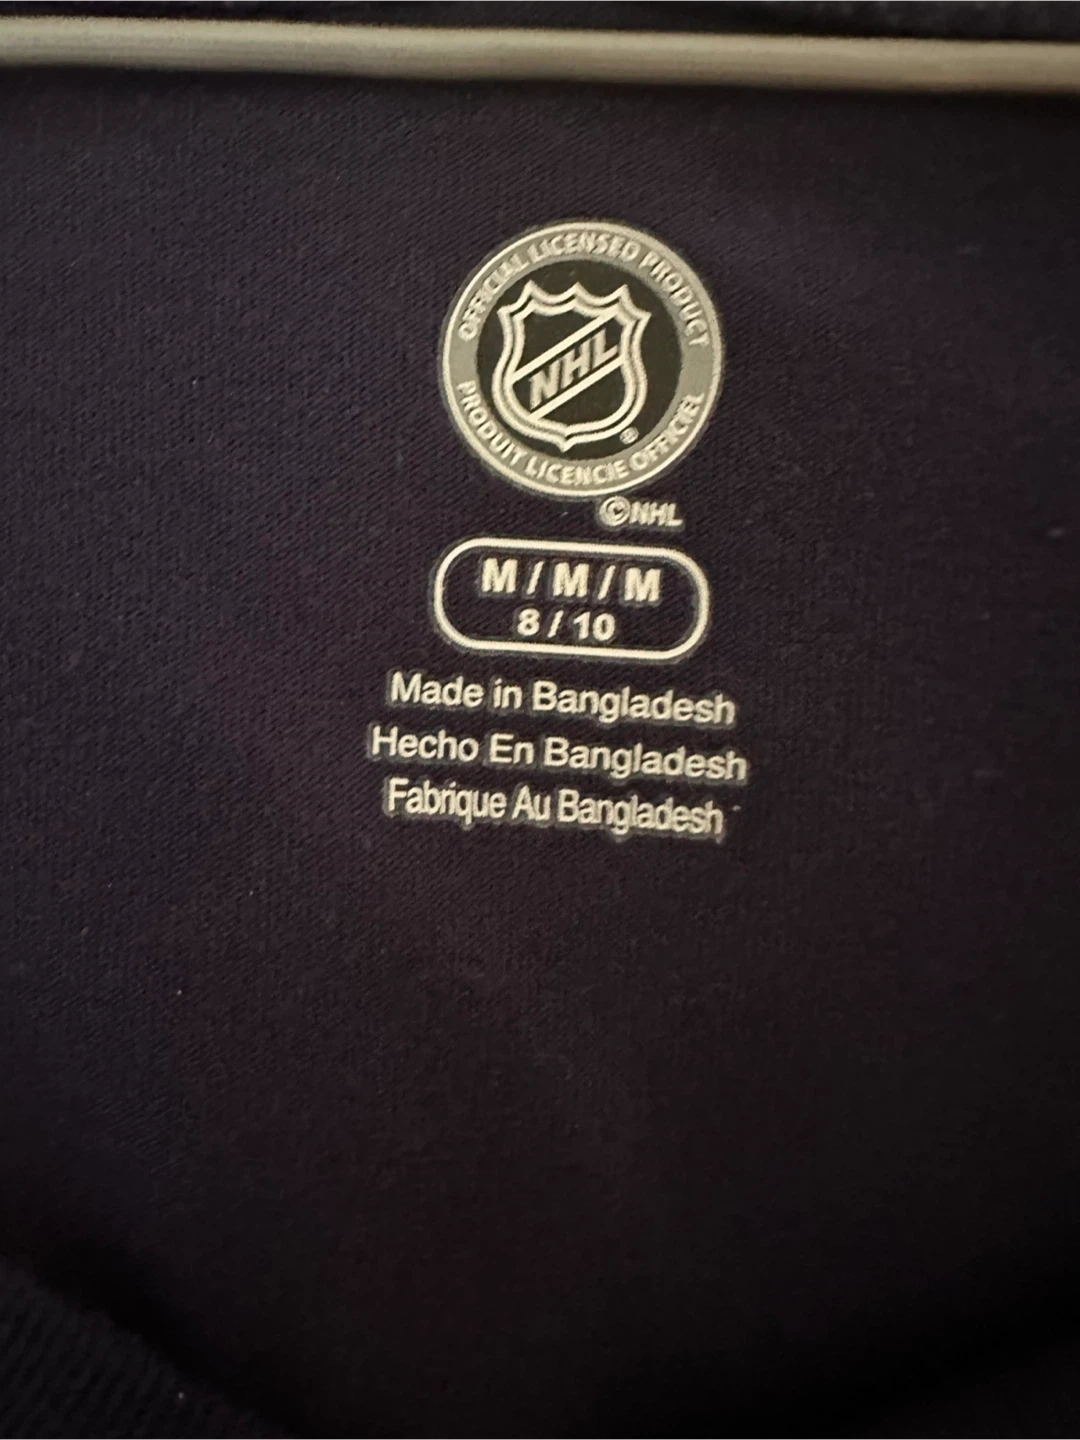 OFFICIAL LICENSED PRODUCT
NHL
®
PRODUIT LICENCIE OFFICIEL
©NHL
M / M / M
8 / 10
Made in Bangladesh
Hecho En Bangladesh
Fabrique Au Bangladesh